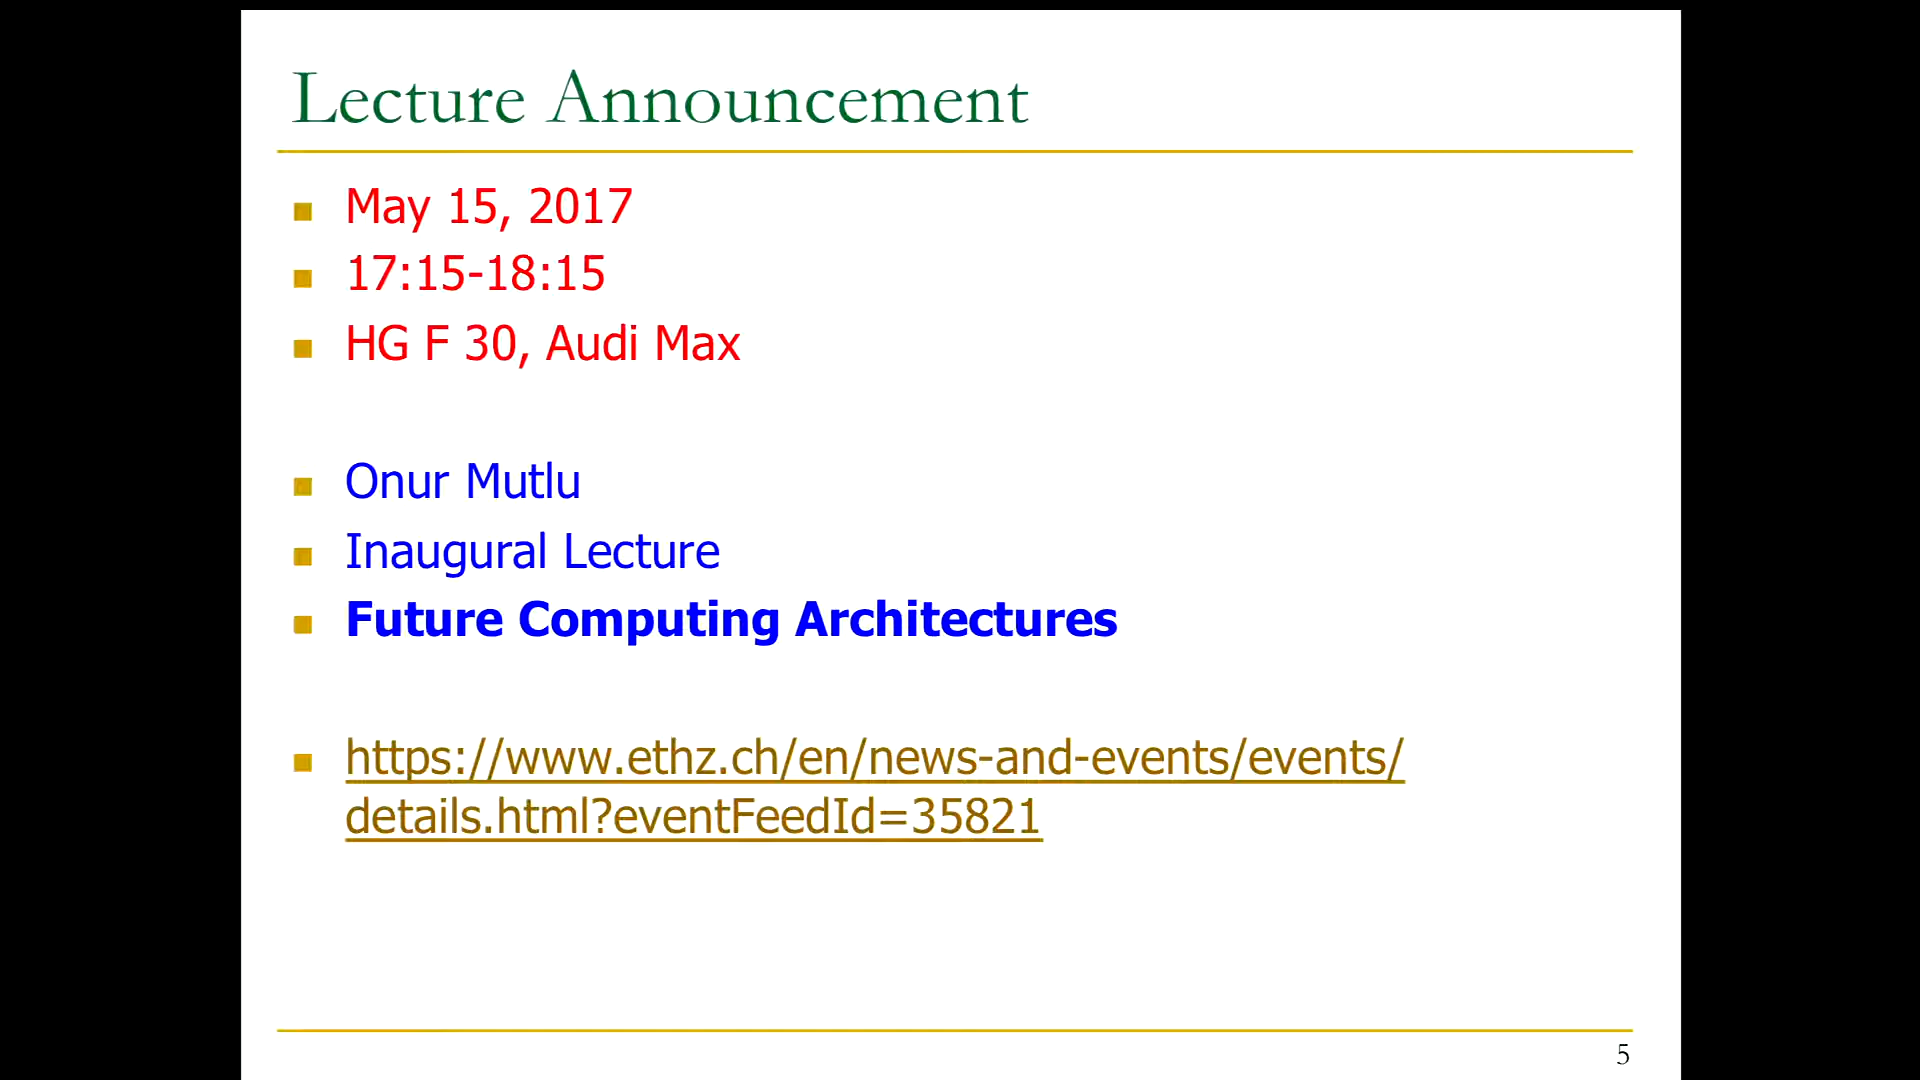 Lecture Announcement
May 15, 2017
17:15-18:15
HG F 30, Audi Max
Onur Mutlu
Inaugural Lecture
Future Computing Architectures
https://www.ethz.ch/en/news-and-events/events/
details.html?eventFeedId=35821
5